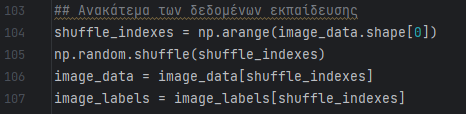 103 ## Ανακάτεμα των δεδομένων εκπαίδευσης
104 shuffle_indexes = np.arange(image_data.shape[0])
105 np.random.shuffle(shuffle_indexes)
106 image_data = image_data[shuffle_indexes]
107 image_labels = image_labels[shuffle_indexes]